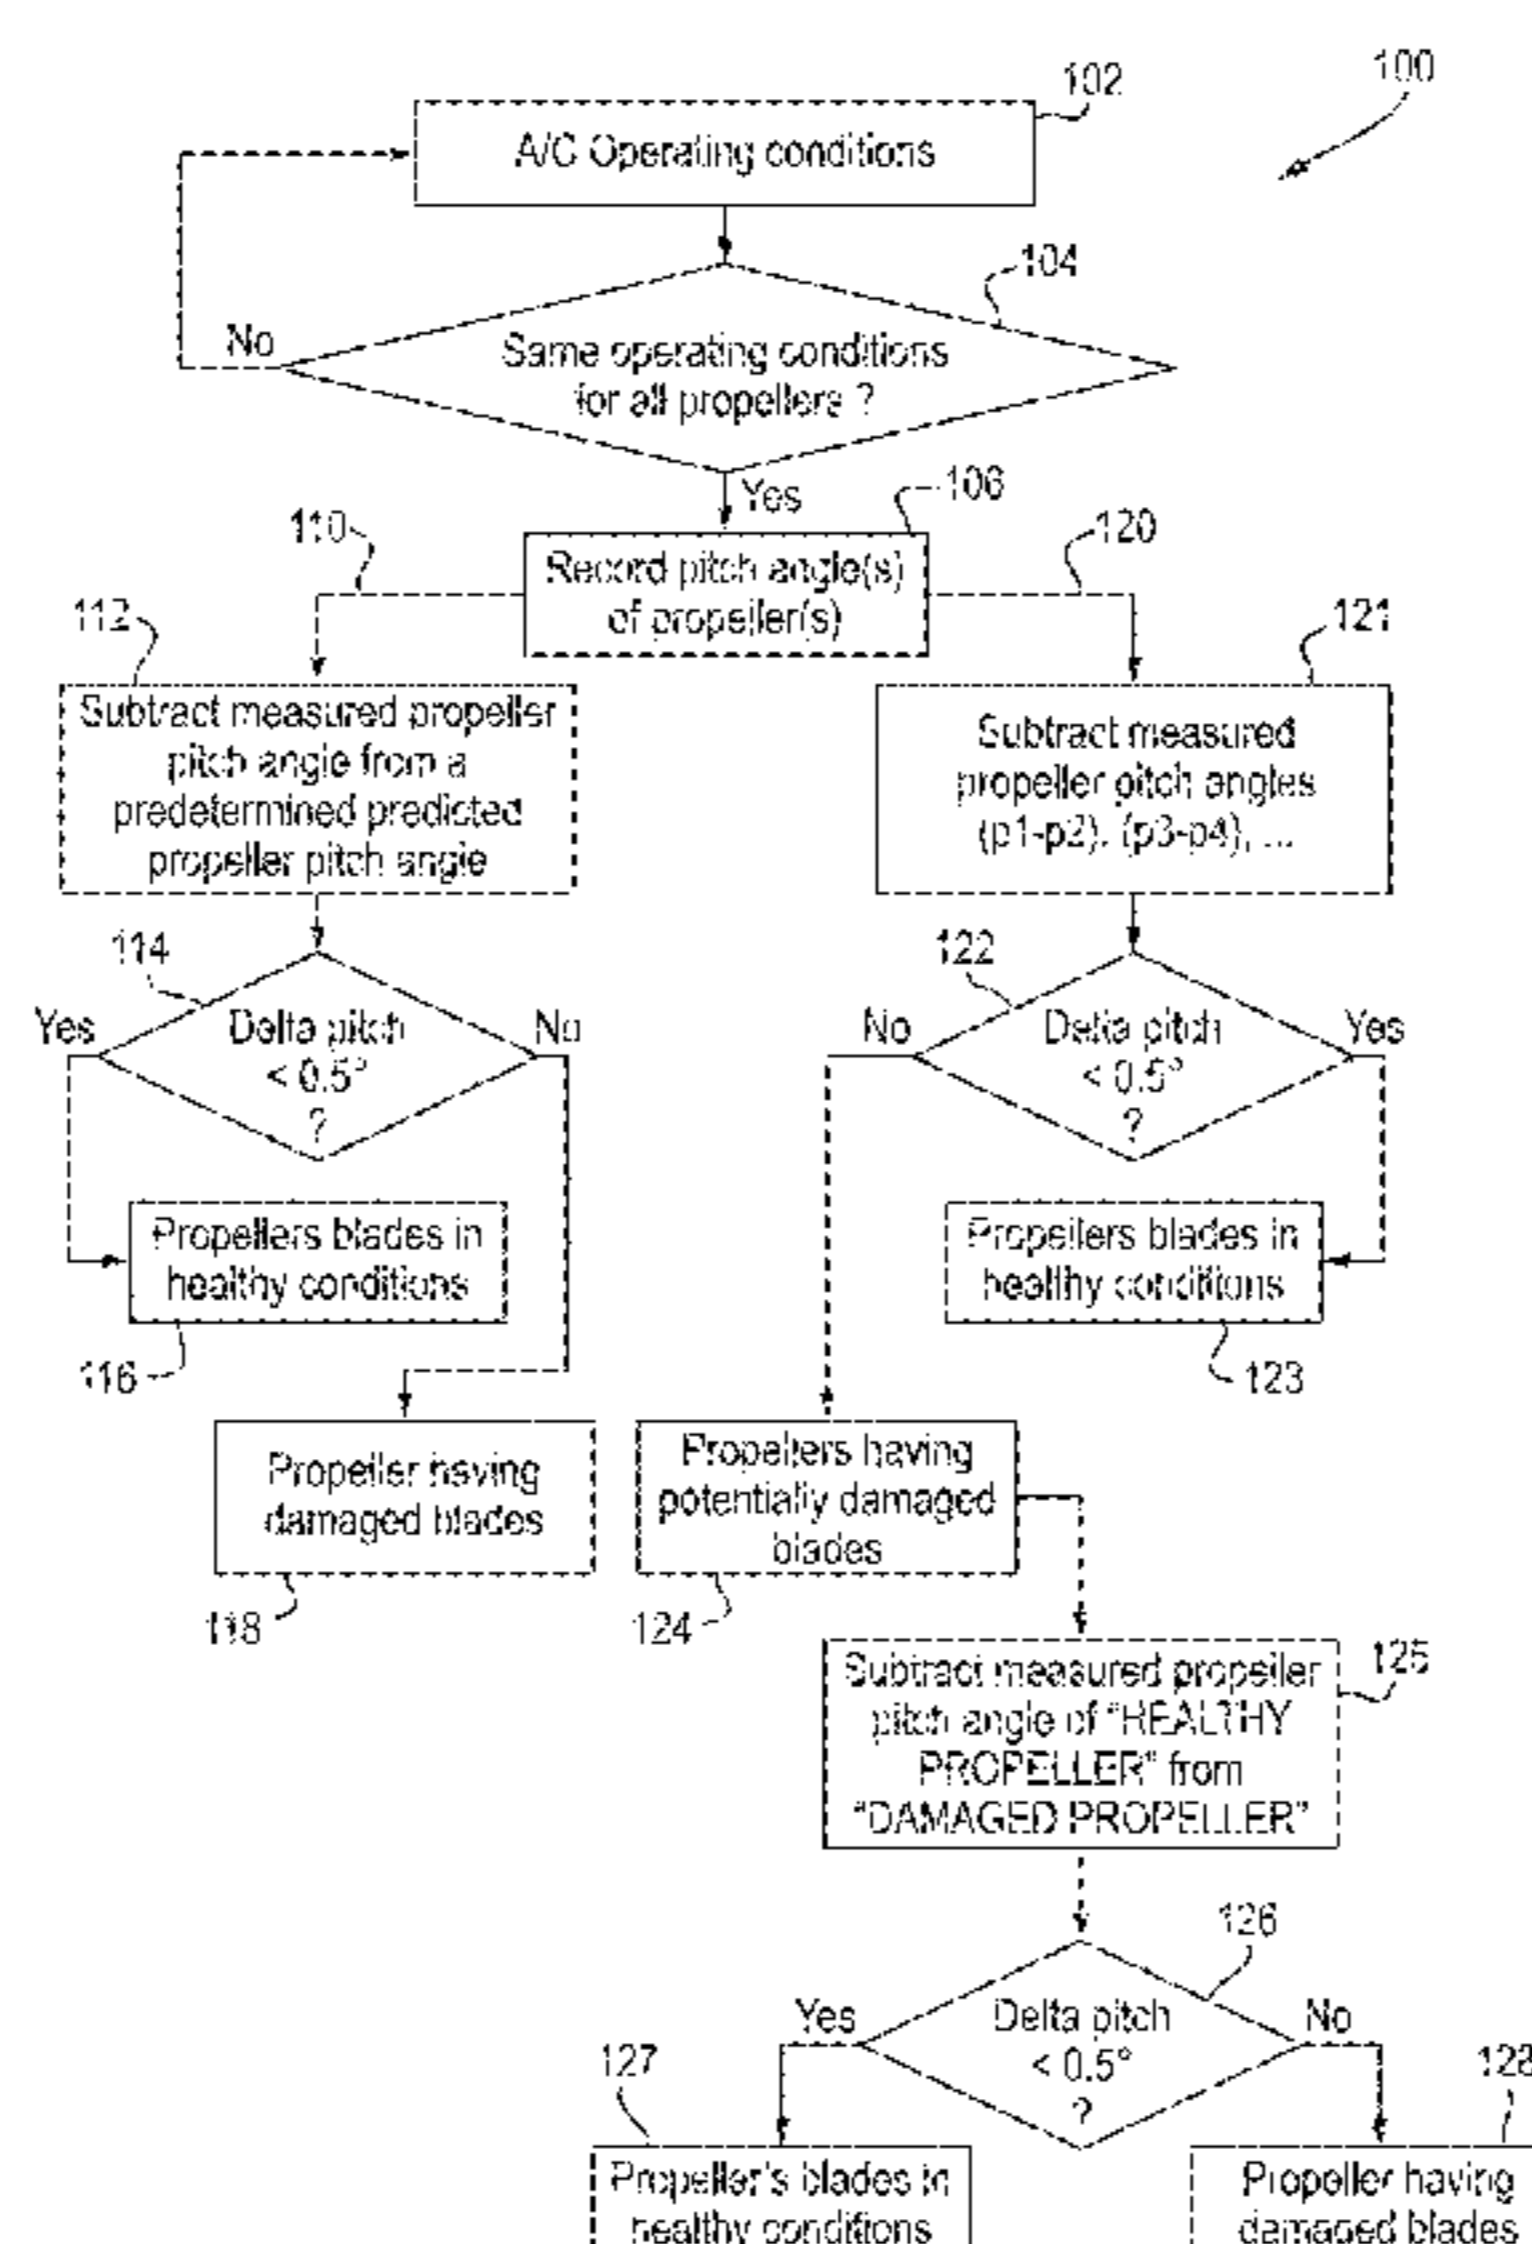 100
102
A/C Operating conditions
104
No
Same operating conditions
for all propellers ?
Yes
106
110
120
Record pitch angle(s)
of propeller(s)
112
121
Subtract measured propeller
pitch angle from a
predetermined predicted
propeller pitch angle
Subtract measured
propeller pitch angles
(p1-p2), (p3-p4), ...
114
122
Yes
Delta pitch
< 0.5°
?
No
No
Delta pitch
< 0.5°
?
Yes
Propellers blades in
healthy conditions
Propellers blades in
healthy conditions
116
123
Propeller having
damaged blades
Propellers having
potentially damaged
blades
118
124
125
Subtract measured propeller
pitch angle of "HEALTHY
PROPELLER" from
"DAMAGED PROPELLER"
126
Yes
Delta pitch
< 0.5°
?
No
127
128
Propeller's blades in
healthy conditions
Propeller having
damaged blades